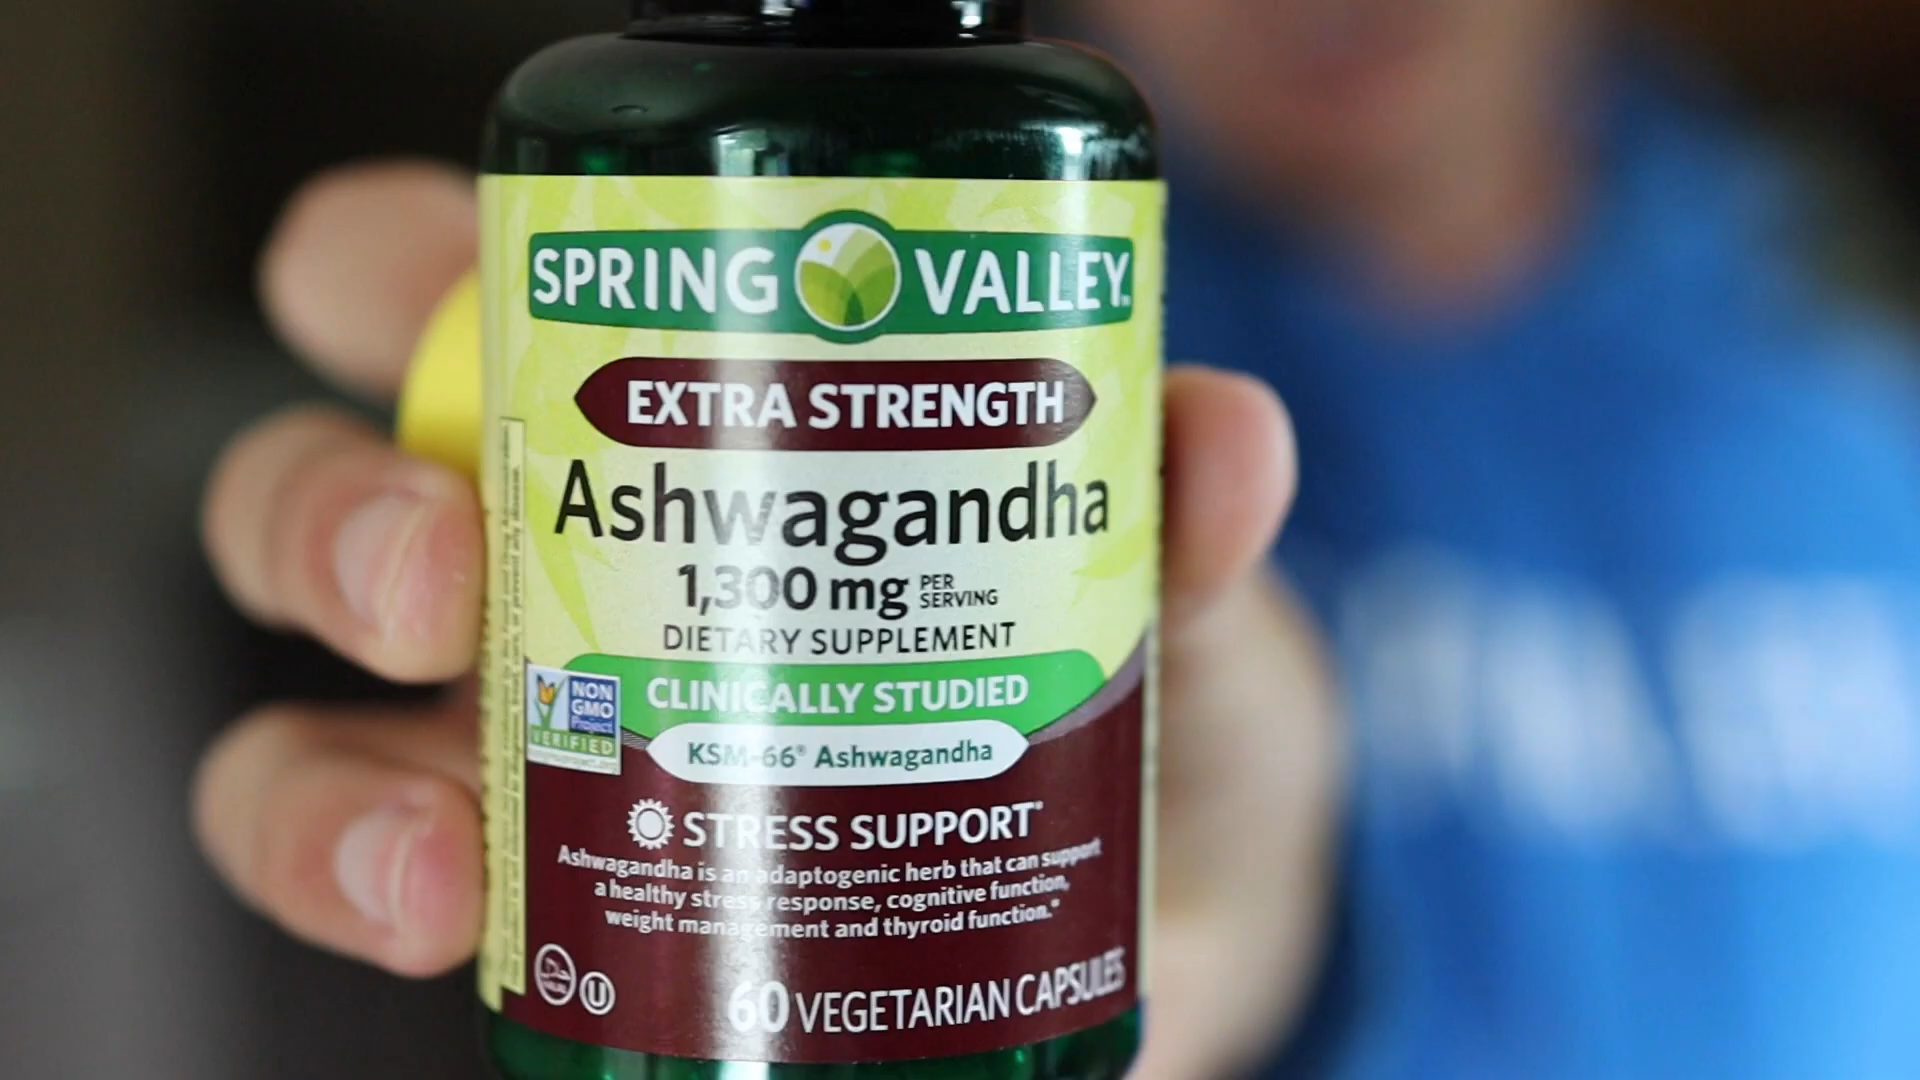 SPRING VALLEY
EXTRA STRENGTH
Ashwagandha
1,300 mg PER SERVING
DIETARY SUPPLEMENT
CLINICALLY STUDIED
NON
GMO
Project
VERIFIED
KSM-66® Ashwagandha
STRESS SUPPORT*
Ashwagandha is an adaptogenic herb that can support
a healthy stress response, cognitive function,
weight management and thyroid function.*
حلال
HALAL
U
60 VEGETARIAN CAPSULES